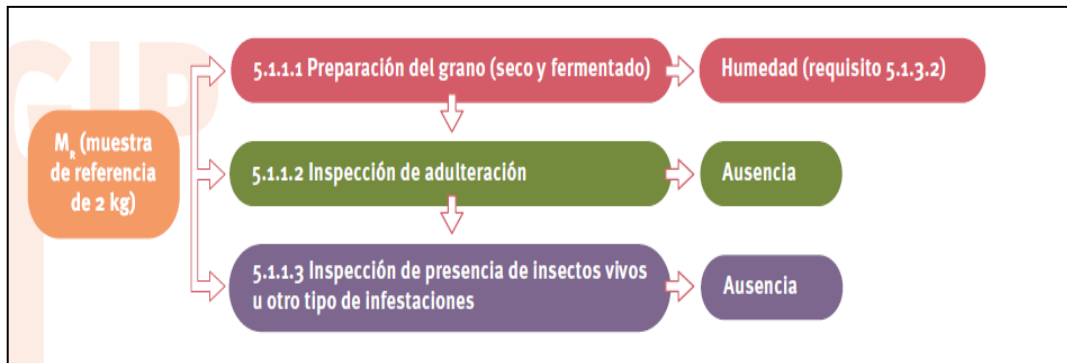 GIP
5.1.1.1 Preparación del grano (seco y fermentado)
Humedad (requisito 5.1.3.2)
M_R (muestra
de referencia
de 2 kg)
5.1.1.2 Inspección de adulteración
Ausencia
5.1.1.3 Inspección de presencia de insectos vivos
u otro tipo de infestaciones
Ausencia